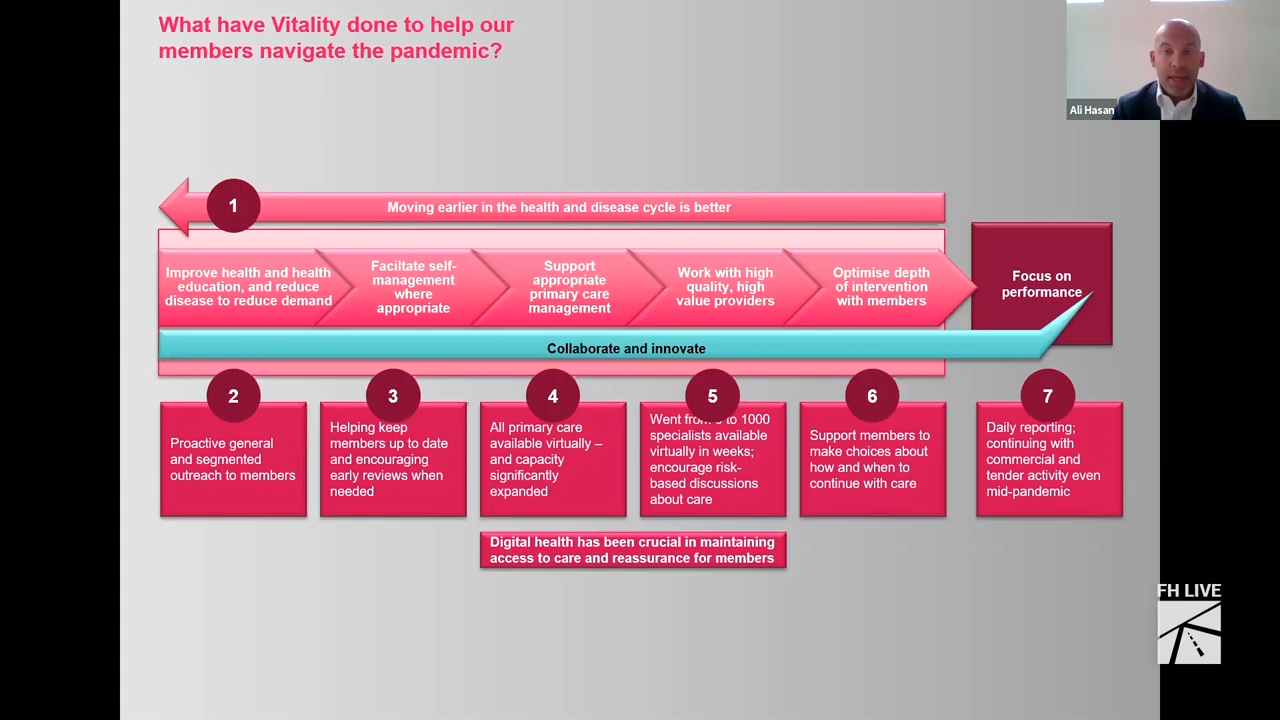 What have Vitality done to help our
members navigate the pandemic?
Ali Hasan
1
Moving earlier in the health and disease cycle is better
Improve health and health
education, and reduce
disease to reduce demand
Faciltate self-
management
where
appropriate
Support
appropriate
primary care
management
Work with high
quality, high
value providers
Optimise depth
of intervention
with members
Focus on
performance
Collaborate and innovate
2
Proactive general
and segmented
outreach to members
3
Helping keep
members up to date
and encouraging
early reviews when
needed
4
All primary care
available virtually –
and capacity
significantly
expanded
5
Went to 1000
specialists available
virtually in weeks;
encourage risk-
based discussions
about care
6
Support members to
make choices about
how and when to
continue with care
7
Daily reporting;
continuing with
commercial and
tender activity even
mid-pandemic
Digital health has been crucial in maintaining
access to care and reassurance for members
FH LIVE